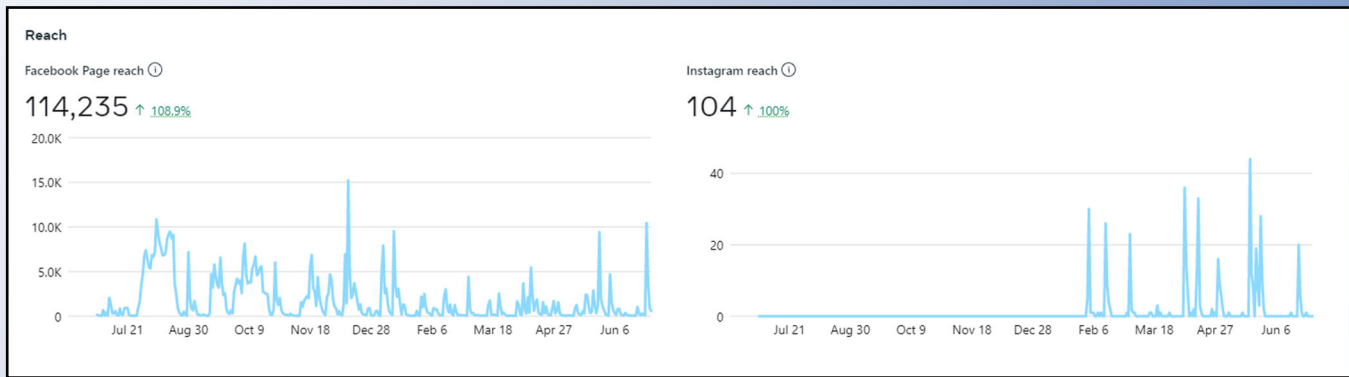 Reach
Facebook Page reach
114,235 ↑ 108.9%
20.0K
15.0K
10.0K
5.0K
0
Jul 21 Aug 30 Oct 9 Nov 18 Dec 28 Feb 6 Mar 18 Apr 27 Jun 6
Instagram reach
104 ↑ 100%
40
20
0
Jul 21 Aug 30 Oct 9 Nov 18 Dec 28 Feb 6 Mar 18 Apr 27 Jun 6